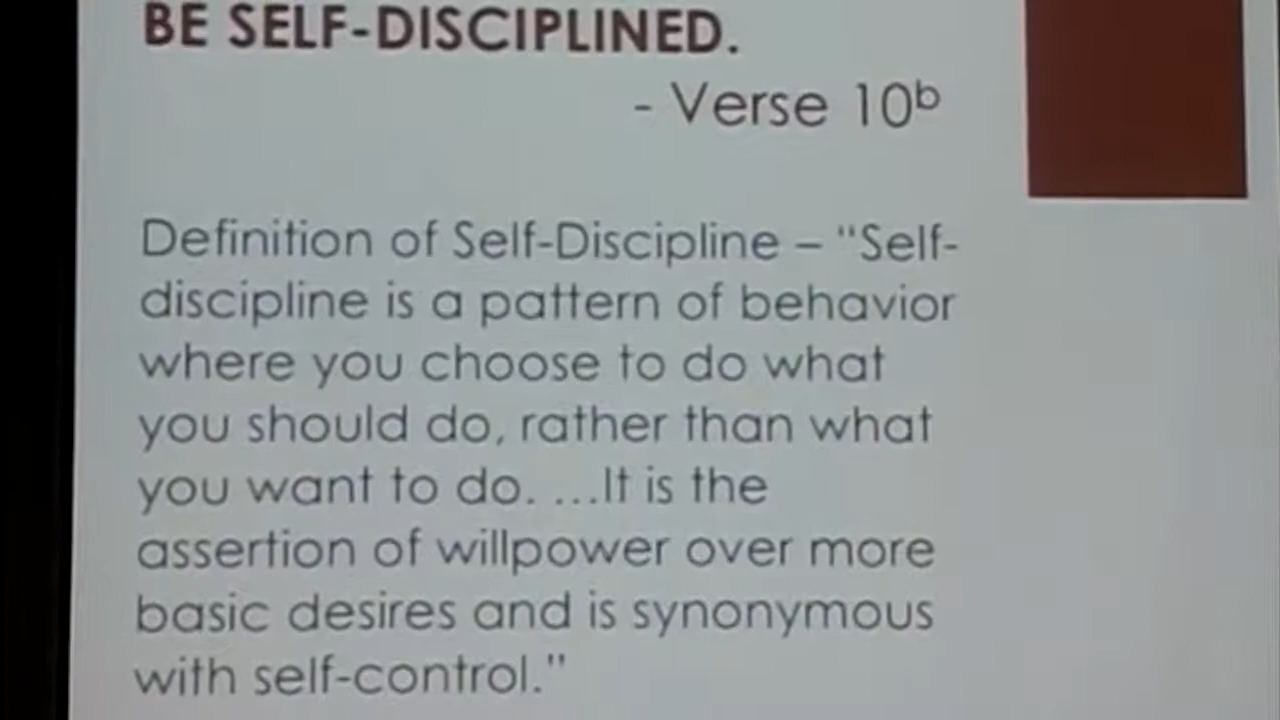 BE SELF-DISCIPLINED.
- Verse 10ᵇ
Definition of Self-Discipline – “Self-
discipline is a pattern of behavior
where you choose to do what
you should do, rather than what
you want to do. ...It is the
assertion of willpower over more
basic desires and is synonymous
with self-control.”